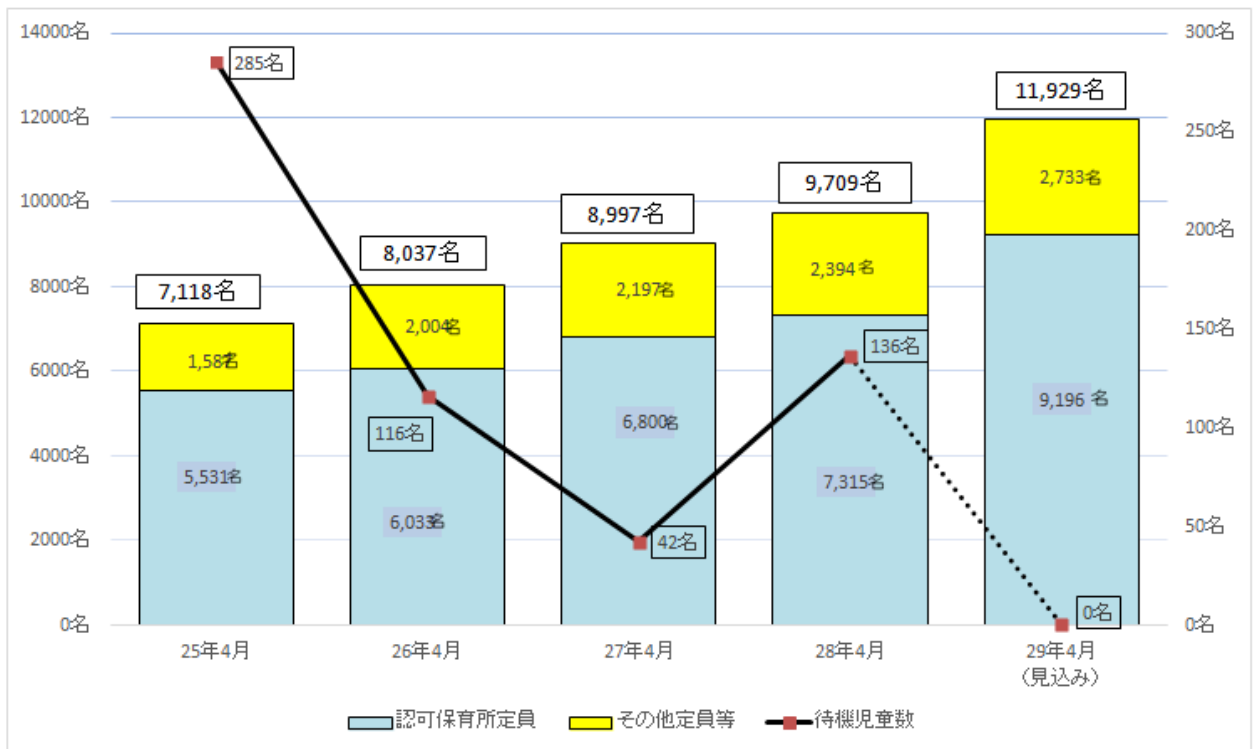 14000名
12000名
10000名
8000名
6000名
4000名
2000名
0名
300名
250名
200名
150名
100名
50名
0名
285名
116名
42名
136名
0名
7,118名
8,037名
8,997名
9,709名
11,929名
1,587名
2,004名
2,197名
2,394名
2,733名
5,531名
6,033名
6,800名
7,315名
9,196 名
25年4月
26年4月
27年4月
28年4月
29年4月
(見込み)
認可保育所定員
その他定員等
待機児童数